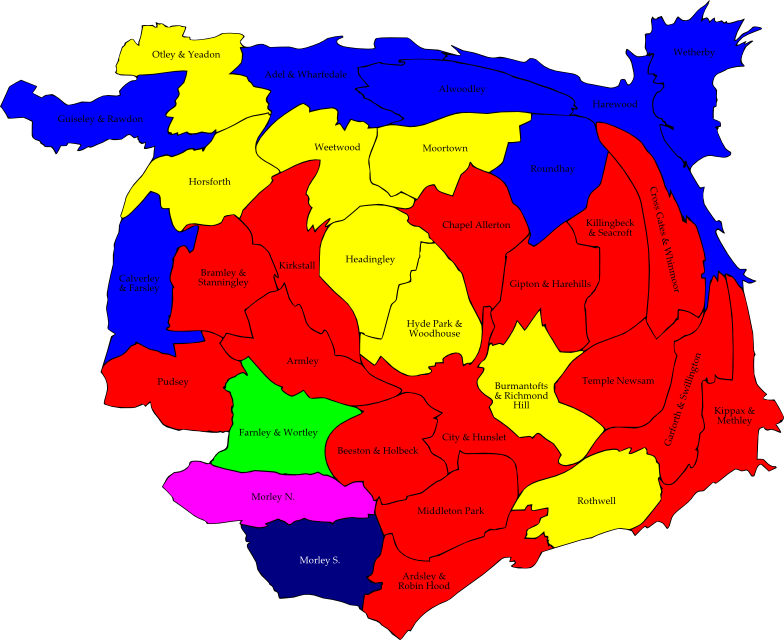 Otley & Yeadon
Wetherby
Adel & Wharfedale
Alwoodley
Harewood
Guiseley & Rawdon
Weetwood
Moortown
Roundhay
Horsforth
Cross Gates & Whinmoor
Killingbeck
& Seacroft
Chapel Allerton
Headingley
Kirkstall
Bramley &
Stanningley
Calverley
& Farsley
Gipton & Harehills
Hyde Park &
Woodhouse
Armley
Pudsey
Temple Newsam
Burmantofts
& Richmond
Hill
Garforth & Swillington
Kippax &
Methley
Farnley & Wortley
City & Hunslet
Beeston & Holbeck
Morley N.
Rothwell
Middleton Park
Morley S.
Ardsley &
Robin Hood